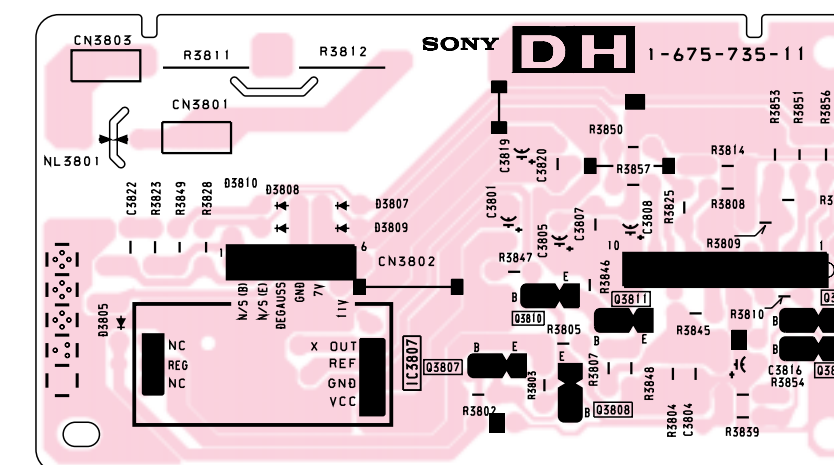 CN3803
R3811
R3812
SONY DH 1-675-735-11
CN3801
NL3801
R3853
R3851
R3856
R3850
C3819
C3820
R3857
R3814
R3808
D3810
D3808
D3807
D3809
C3822
R3823
R3849
R3828
C3801
C3805
C3807
C3808
R3825
R3809
1
6
CN3802
N/S (B)
N/S (E)
DEGAUSS
GND
7V
11V
R3847
10
1
R3846
E
B
Q3810
Q3811
R3810
D3805
R3805
B
E
R3845
B
B
NC
REG
NC
X OUT
REF
GND
VCC
IC3807
Q3807
B
E
E
R3803
R3807
R3848
C3816
R3854
R3802
B
Q3808
R3804
C3804
R3839